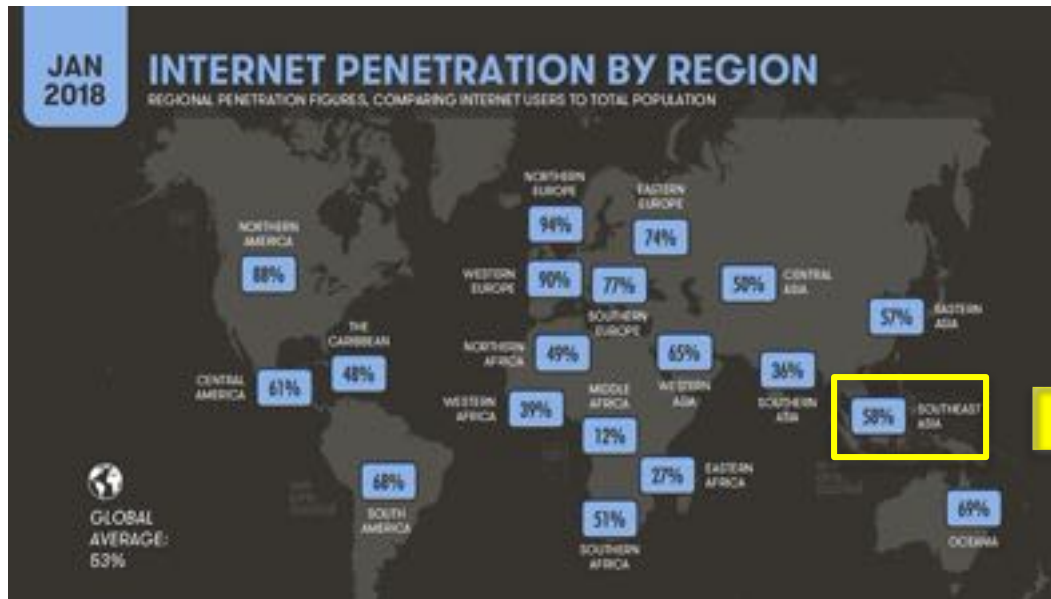 JAN
2018
INTERNET PENETRATION BY REGION
REGIONAL PENETRATION FIGURES, COMPARING INTERNET USERS TO TOTAL POPULATION
NORTHERN
EUROPE
94%
EASTERN
EUROPE
74%
NORTHERN
AMERICA
88%
WESTERN
EUROPE
90%
77%
SOUTHERN
EUROPE
50%
CENTRAL
ASIA
57%
EASTERN
ASIA
THE
CARIBBEAN
48%
CENTRAL
AMERICA
61%
NORTHERN
AFRICA
49%
65%
WESTERN
ASIA
36%
SOUTHERN
ASIA
WESTERN
AFRICA
39%
MIDDLE
AFRICA
12%
58%
SOUTHEAST
ASIA
27%
EASTERN
AFRICA
68%
SOUTH
AMERICA
51%
SOUTHERN
AFRICA
69%
OCEANIA
GLOBAL
AVERAGE:
53%